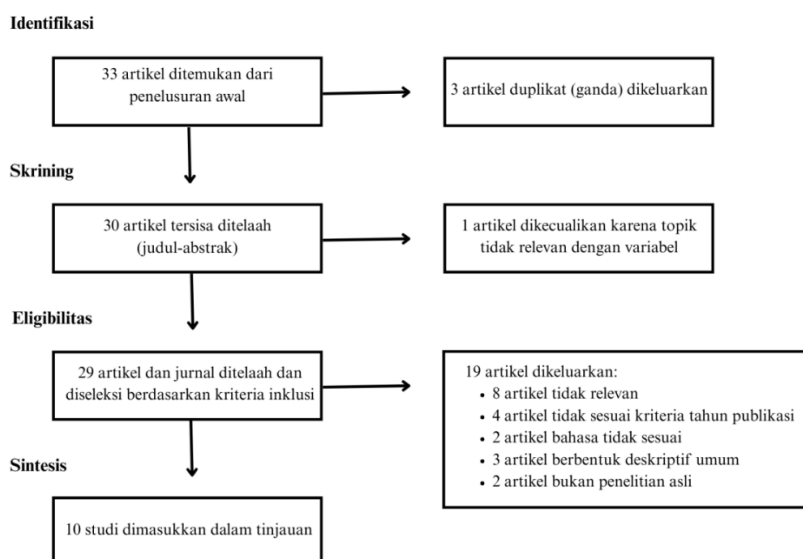 Identifikasi
33 artikel ditemukan dari
penelusuran awal
3 artikel duplikat (ganda) dikeluarkan
Skrining
30 artikel tersisa ditelaah
(judul-abstrak)
1 artikel dikecualikan karena topik
tidak relevan dengan variabel
Eligibilitas
29 artikel dan jurnal ditelaah dan
diseleksi berdasarkan kriteria inklusi
19 artikel dikeluarkan:
• 8 artikel tidak relevan
• 4 artikel tidak sesuai kriteria tahun publikasi
• 2 artikel bahasa tidak sesuai
• 3 artikel berbentuk deskriptif umum
• 2 artikel bukan penelitian asli
Sintesis
10 studi dimasukkan dalam tinjauan